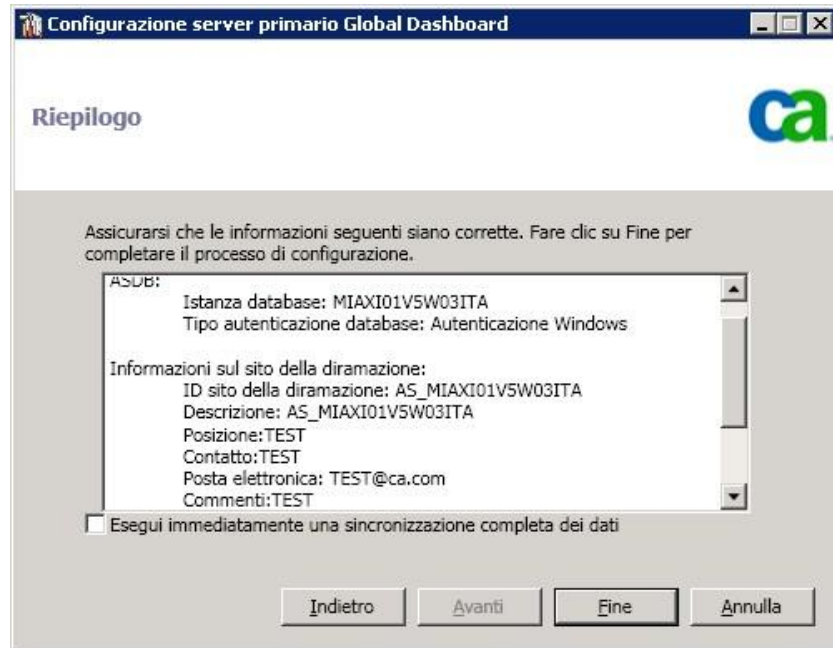 Configurazione server primario Global Dashboard
Riepilogo
ca
Assicurarsi che le informazioni seguenti siano corrette. Fare clic su Fine per
completare il processo di configurazione.
ASDB:
Istanza database: MIAXI01V5W03ITA
Tipo autenticazione database: Autenticazione Windows
Informazioni sul sito della diramazione:
ID sito della diramazione: AS_MIAXI01V5W03ITA
Descrizione: AS_MIAXI01V5W03ITA
Posizione:TEST
Contatto:TEST
Posta elettronica: TEST@ca.com
Commenti:TEST
Esegui immediatamente una sincronizzazione completa dei dati
Indietro Avanti Fine Annulla